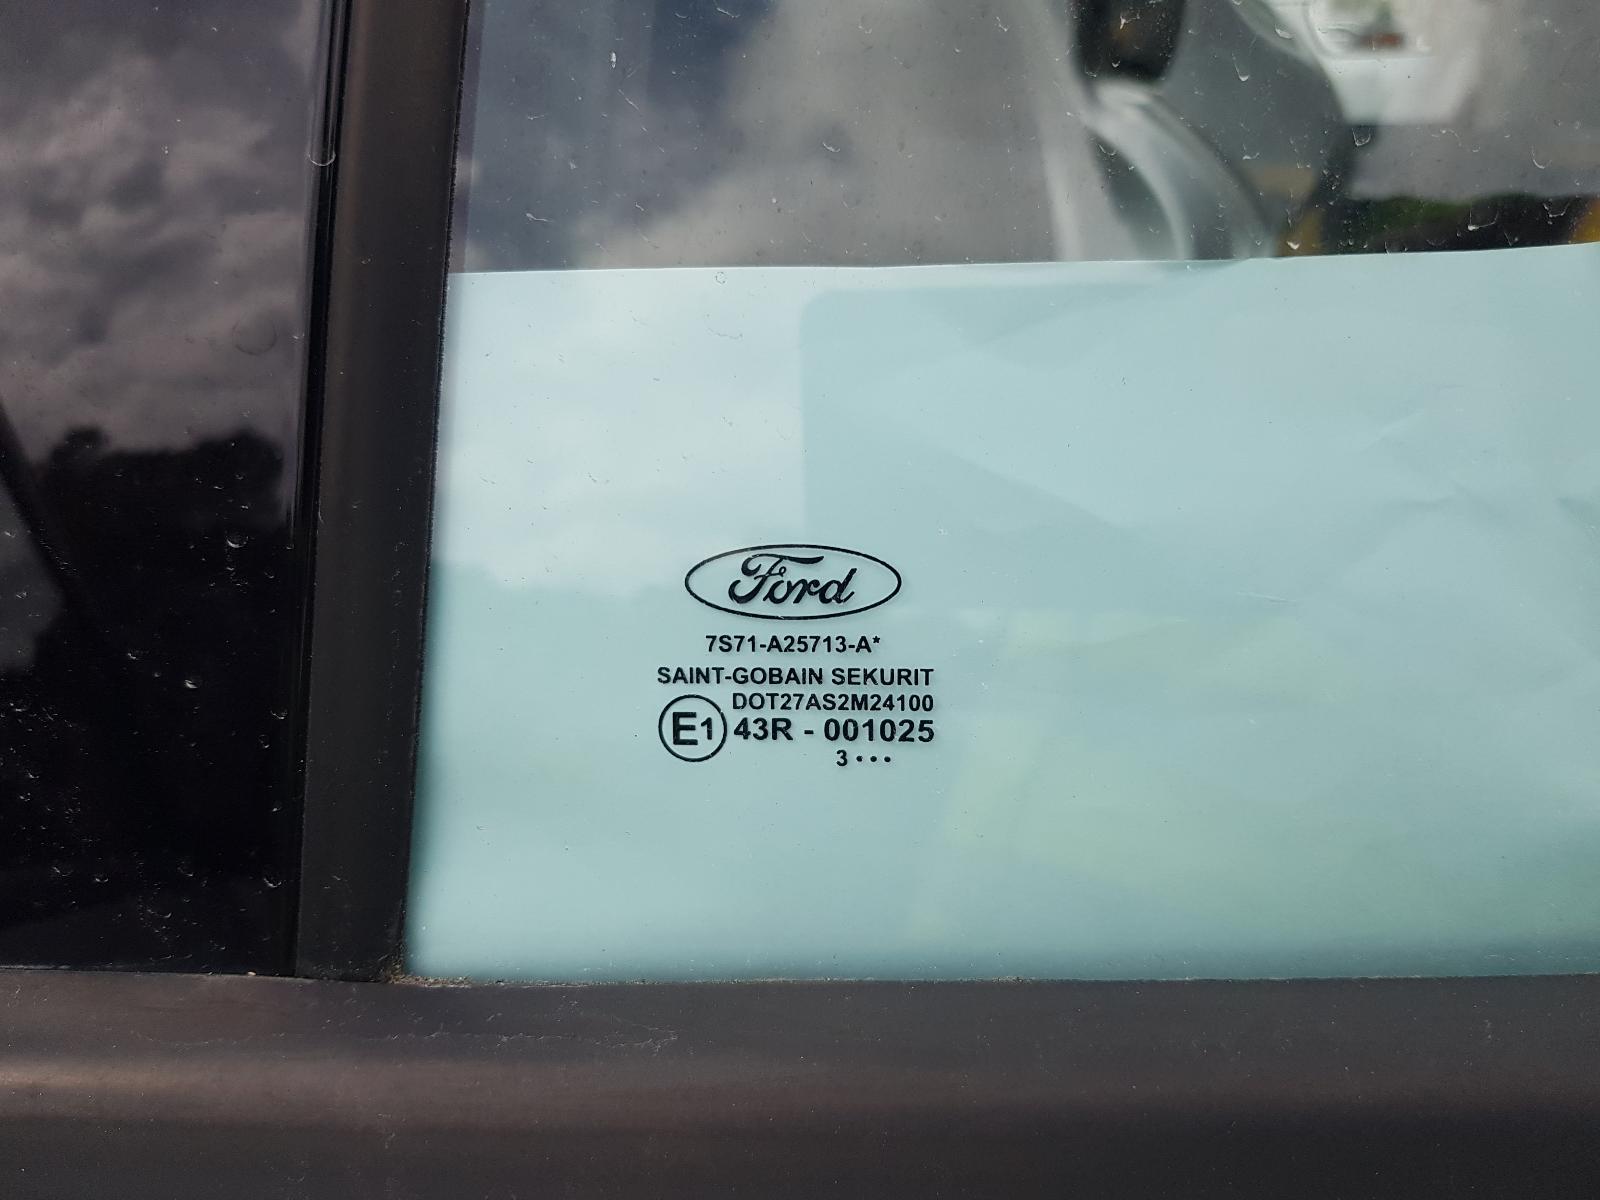 Ford
7S71-A25713-A*
SAINT-GOBAIN SEKURIT
DOT27AS2M24100
E1 43R - 001025
3 • • •